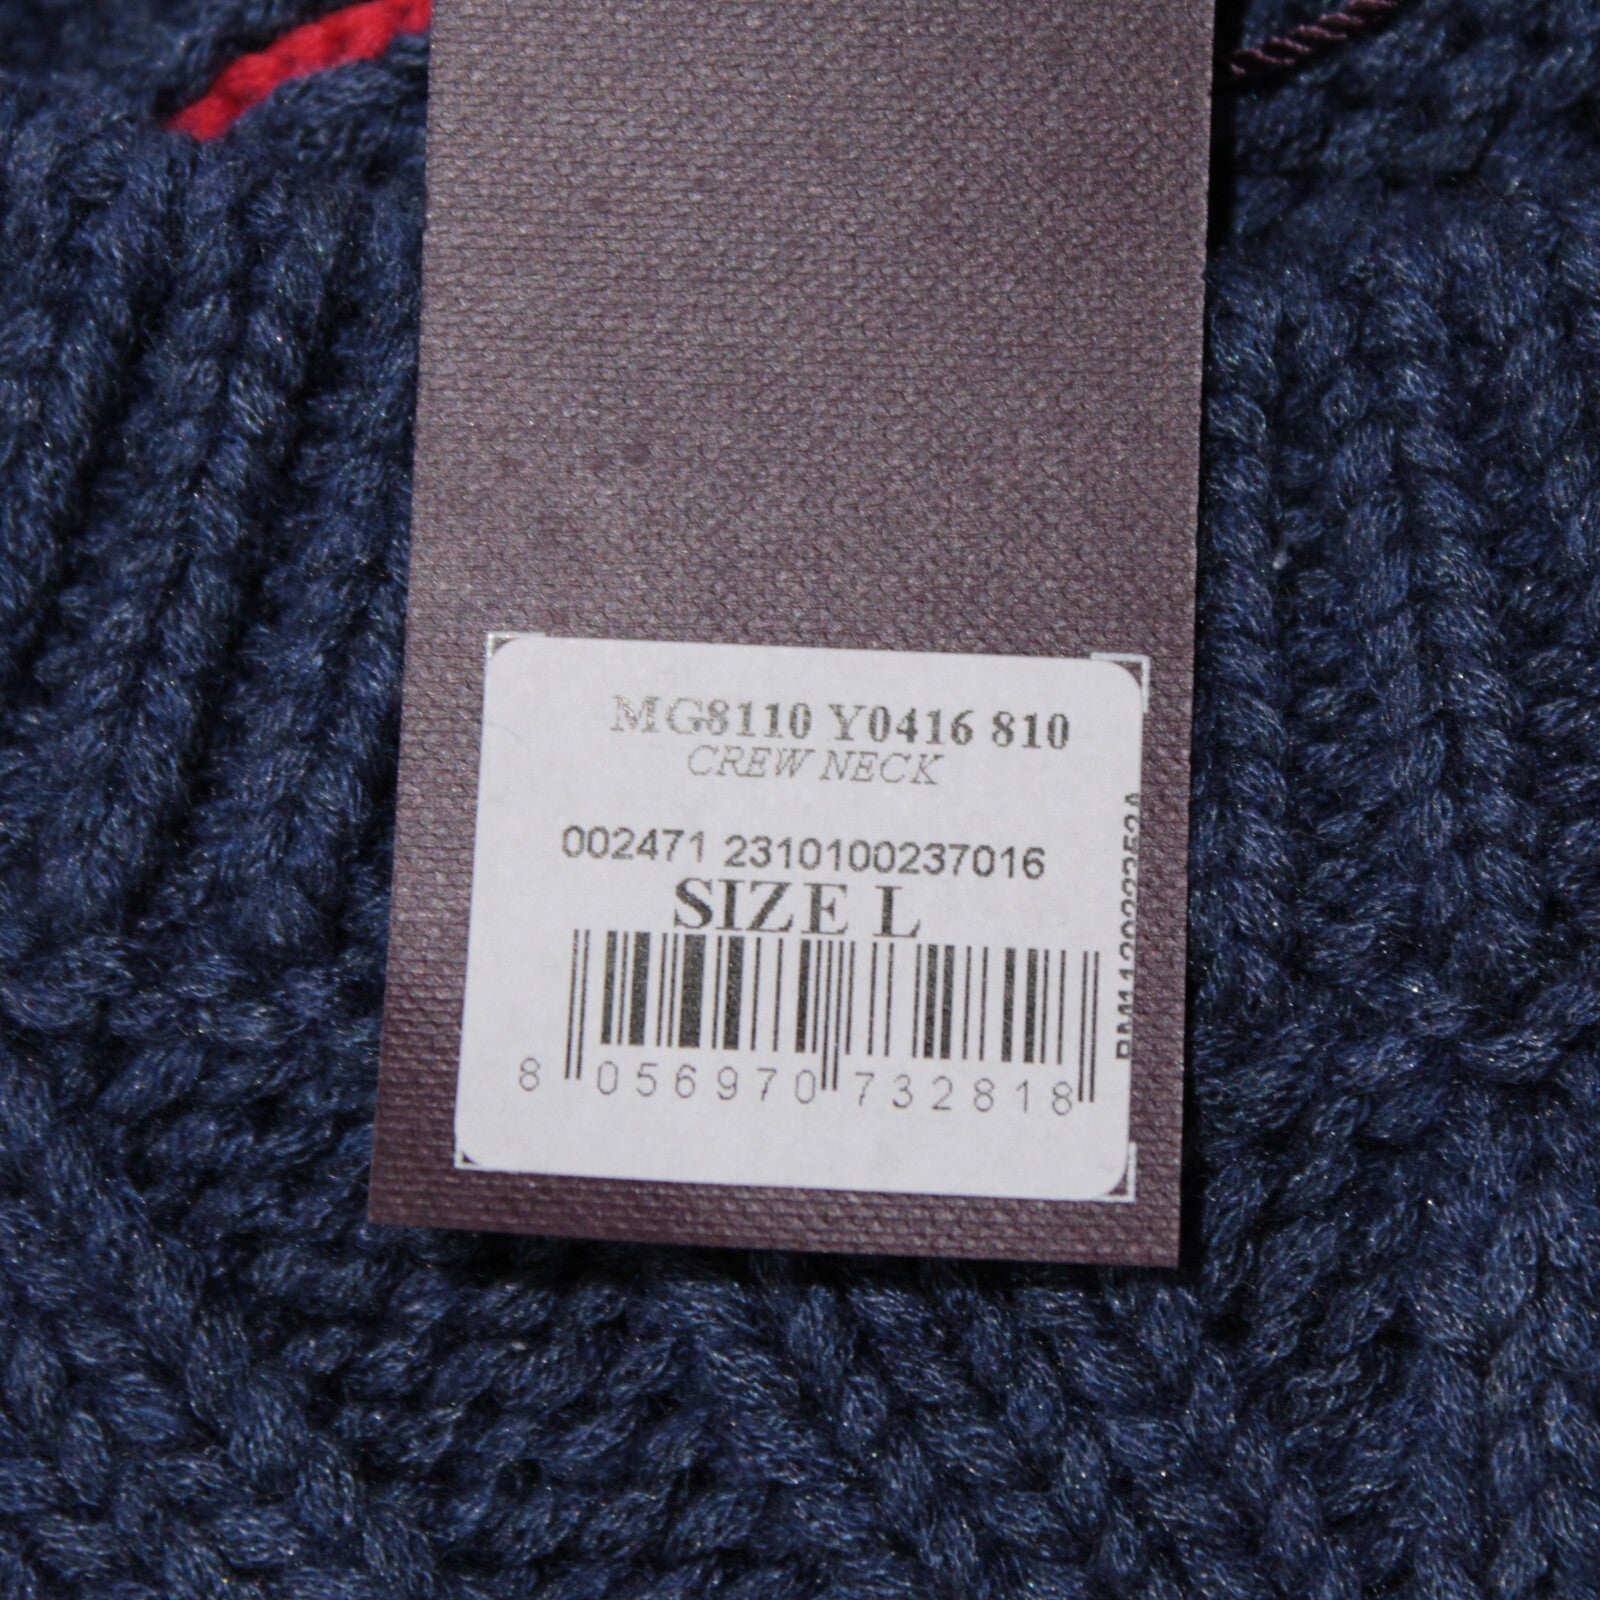 MG8110 Y0416 810
CREW NECK
002471 2310100237016
SIZE L
8 056970 732818